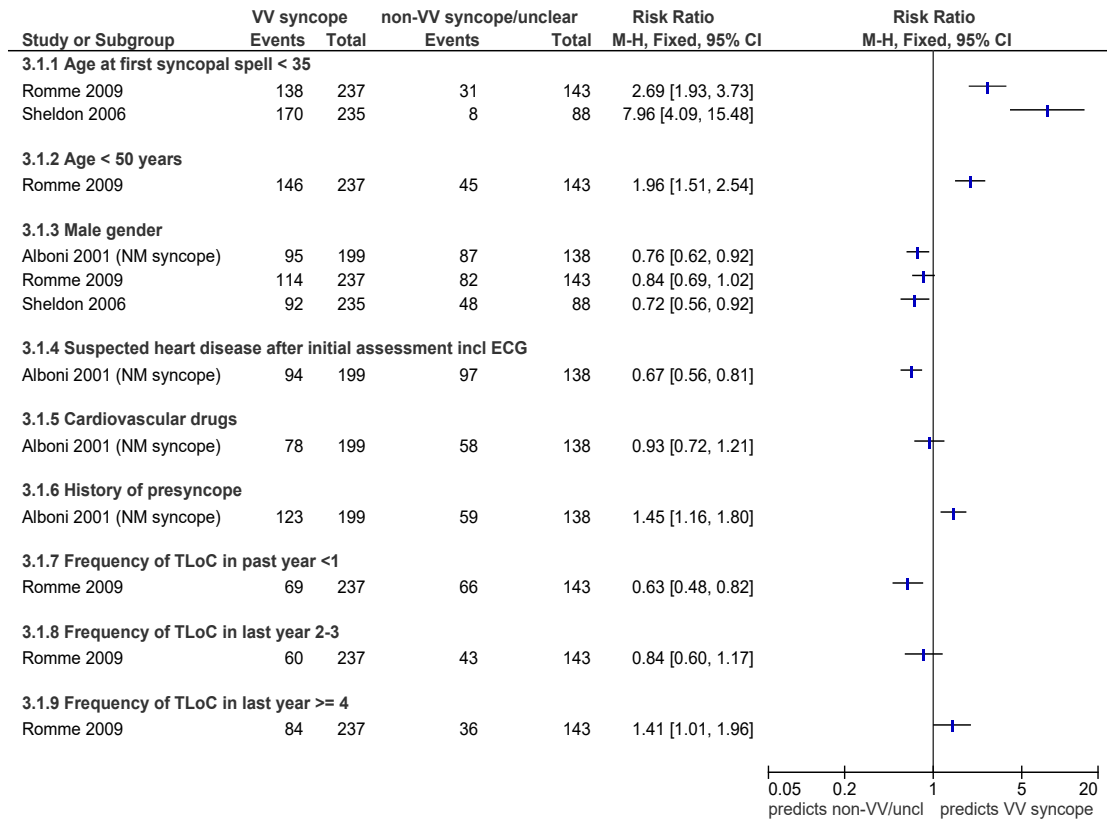 VV syncope non-VV syncope/unclear Risk Ratio Risk Ratio
Study or Subgroup Events Total Events Total M-H, Fixed, 95% CI M-H, Fixed, 95% CI
3.1.1 Age at first syncopal spell < 35
Romme 2009 138 237 31 143 2.69 [1.93, 3.73]
Sheldon 2006 170 235 8 88 7.96 [4.09, 15.48]
3.1.2 Age < 50 years
Romme 2009 146 237 45 143 1.96 [1.51, 2.54]
3.1.3 Male gender
Alboni 2001 (NM syncope) 95 199 87 138 0.76 [0.62, 0.92]
Romme 2009 114 237 82 143 0.84 [0.69, 1.02]
Sheldon 2006 92 235 48 88 0.72 [0.56, 0.92]
3.1.4 Suspected heart disease after initial assessment incl ECG
Alboni 2001 (NM syncope) 94 199 97 138 0.67 [0.56, 0.81]
3.1.5 Cardiovascular drugs
Alboni 2001 (NM syncope) 78 199 58 138 0.93 [0.72, 1.21]
3.1.6 History of presyncope
Alboni 2001 (NM syncope) 123 199 59 138 1.45 [1.16, 1.80]
3.1.7 Frequency of TLoC in past year <1
Romme 2009 69 237 66 143 0.63 [0.48, 0.82]
3.1.8 Frequency of TLoC in last year 2-3
Romme 2009 60 237 43 143 0.84 [0.60, 1.17]
3.1.9 Frequency of TLoC in last year >= 4
Romme 2009 84 237 36 143 1.41 [1.01, 1.96]
0.05 0.2 1 5 20
predicts non-VV/uncl predicts VV syncope